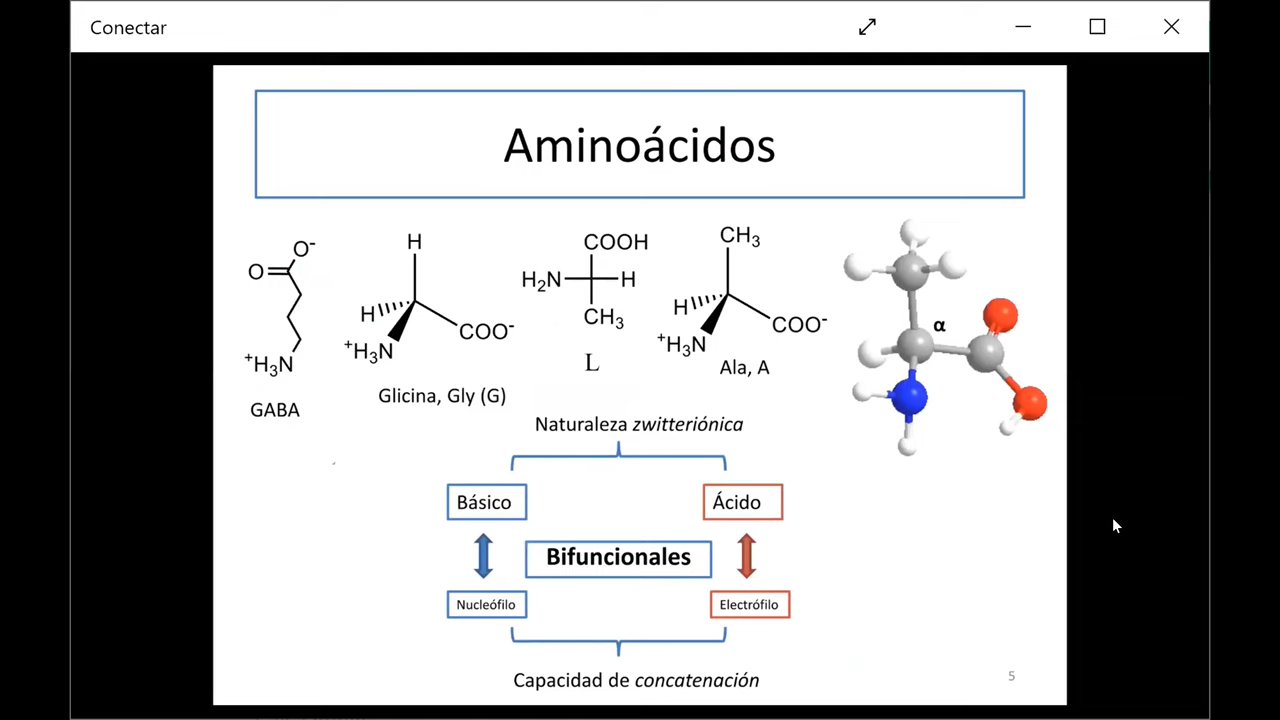 Conectar
Aminoácidos
O-
O
+H3N
GABA
H
H
+H3N
COO-
Glicina, Gly (G)
COOH
H2N
H
CH3
L
CH3
H
+H3N
COO-
Ala, A
α
Naturaleza zwitteriónica
Básico
Ácido
Bifuncionales
Nucleófilo
Electrófilo
Capacidad de concatenación
5